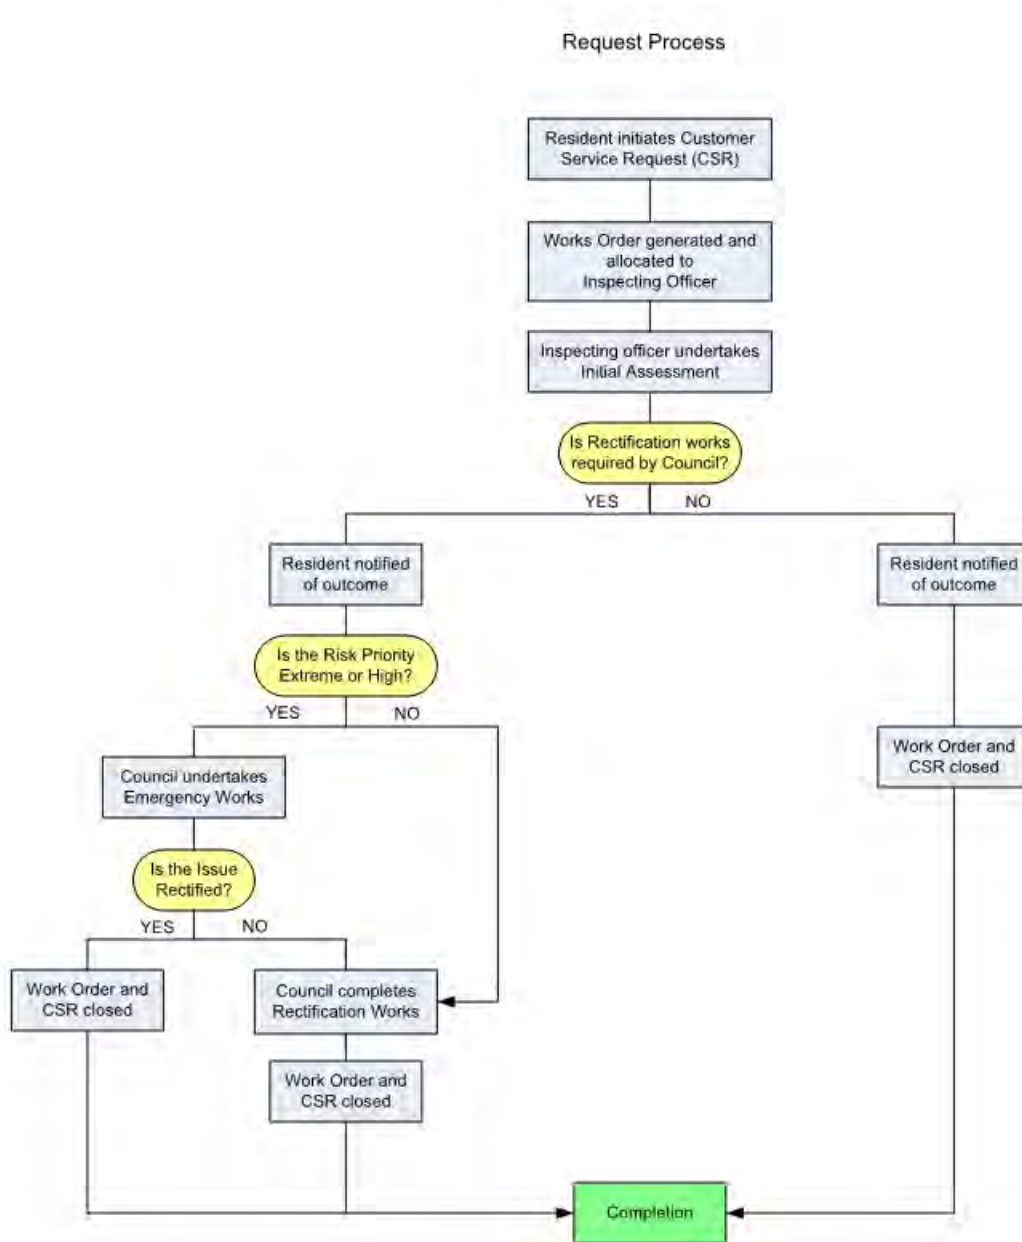 Request Process
Resident initiates Customer
Service Request (CSR)
Works Order generated and
allocated to
Inspecting Officer
Inspecting officer undertakes
Initial Assessment
Is Rectification works
required by Council?
YES
NO
Resident notified
of outcome
Resident notified
of outcome
Is the Risk Priority
Extreme or High?
YES
NO
Council undertakes
Emergency Works
Work Order and
CSR closed
Is the Issue
Rectified?
YES
NO
Work Order and
CSR closed
Council completes
Rectification Works
Work Order and
CSR closed
Completion